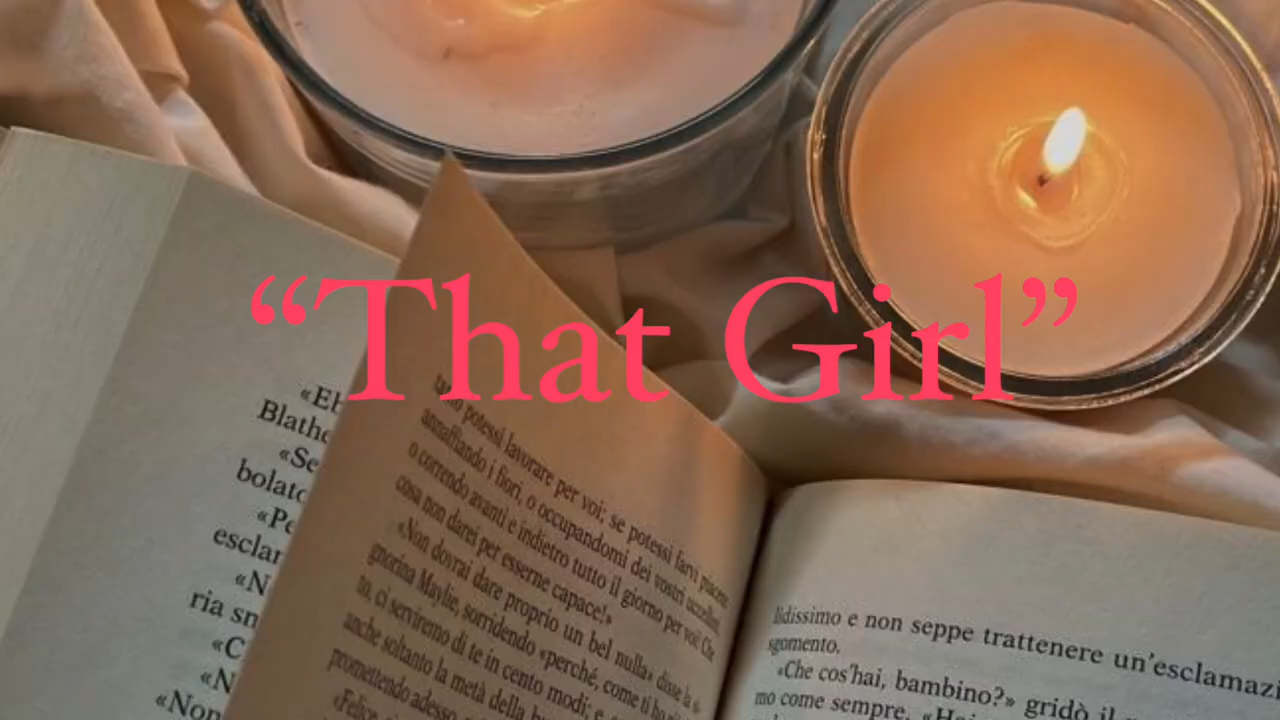 “That Girl”
«Eh
Blathe
«Se
bolato
«Pe
esclar
«N
ria sn
«C
«N
«Non
potessi lavorare per voi; se potessi farvi piacere
annaffiando i fiori, o occupandomi dei vostri uccellini,
o correndo avanti e indietro tutto il giorno per voi! Che
cosa non darei per esserne capace!»
«Non dovrai dare proprio un bel nulla» disse la si-
gnorina Maylie, sorridendo «perché, come ti ho
to, ci serviremo di te in cento modi; e
anche soltanto la metà della
promettendo adesso
«Felice
lidissimo e non seppe trattenere un’esclamazi
sgomento.
«Che cos’hai, bambino?» gridò il
mo come sempre.